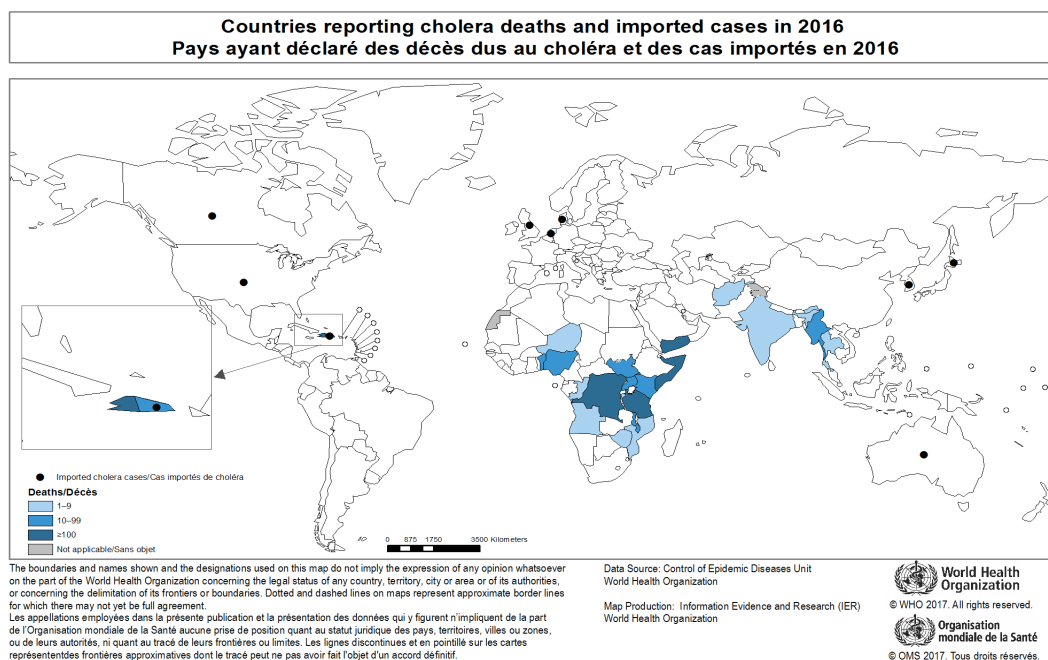 Countries reporting cholera deaths and imported cases in 2016
Pays ayant déclaré des décès dus au choléra et des cas importés en 2016
Imported cholera cases/Cas importés de choléra
Deaths/Décès
1–9
10–99
≥100
Not applicable/Sans objet
0 875 1750 3500 Kilometers
The boundaries and names shown and the designations used on this map do not imply the expression of any opinion whatsoever
on the part of the World Health Organization concerning the legal status of any country, territory, city or area or of its authorities,
or concerning the delimitation of its frontiers or boundaries. Dotted and dashed lines on maps represent approximate border lines
for which there may not yet be full agreement.
Les appellations employées dans la présente publication et la présentation des données qui y figurent n'impliquent de la part
de l'Organisation mondiale de la Santé aucune prise de position quant au statut juridique des pays, territoires, villes ou zones,
ou de leurs autorités, ni quant au tracé de leurs frontières ou limites. Les lignes discontinues et en pointillé sur les cartes
représentent des frontières approximatives dont le tracé peut ne pas avoir fait l'objet d'un accord définitif.
Data Source: Control of Epidemic Diseases Unit
World Health Organization
Map Production: Information Evidence and Research (IER)
World Health Organization
World Health
Organization
© WHO 2017. All rights reserved.
Organisation
mondiale de la Santé
© OMS 2017. Tous droits réservés.